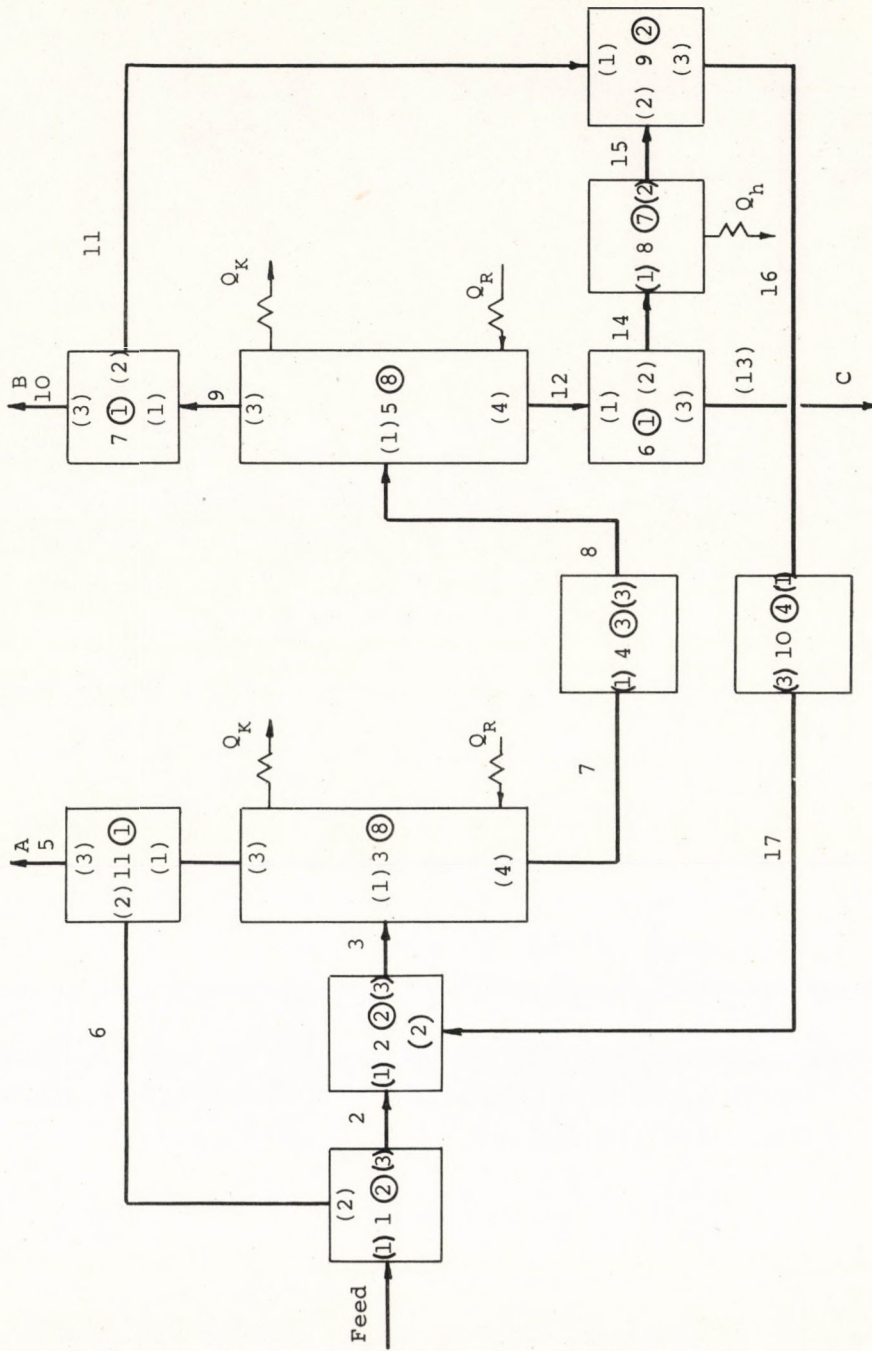 Feed
(1) 1 ② (3)
(2)
2
(1) 2 ② (3)
(2)
3
(1) 3 ⑧
(3)
(4)
Q_K
Q_R
(3)
(2) 11 ①
(1)
A
5
6
7
(1) 4 ③ (3)
8
(3)
(1) 5 ⑧
(4)
Q_K
Q_R
9
(3)
7 ① (2)
(1)
B
10
11
12
(1)
6 ① (2)
(3)
(13)
C
14
(1) 8 ⑦ (2)
Q_h
15
(1)
(2) 9 ②
(3)
16
(3) 10 ④ (1)
17